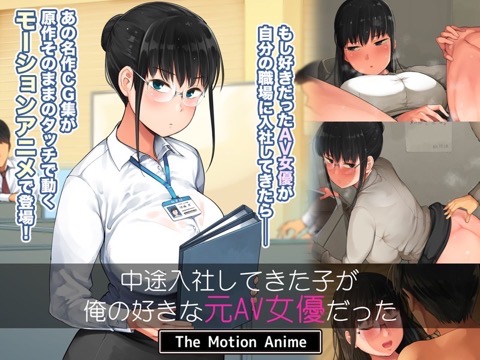 もし好きだったAV女優が
自分の職場に入社してきたら――
あの名作CG集が
原作そのままのタッチで動く
モーションアニメで登場！
中途入社してきた子が
俺の好きな元AV女優だった
The Motion Anime